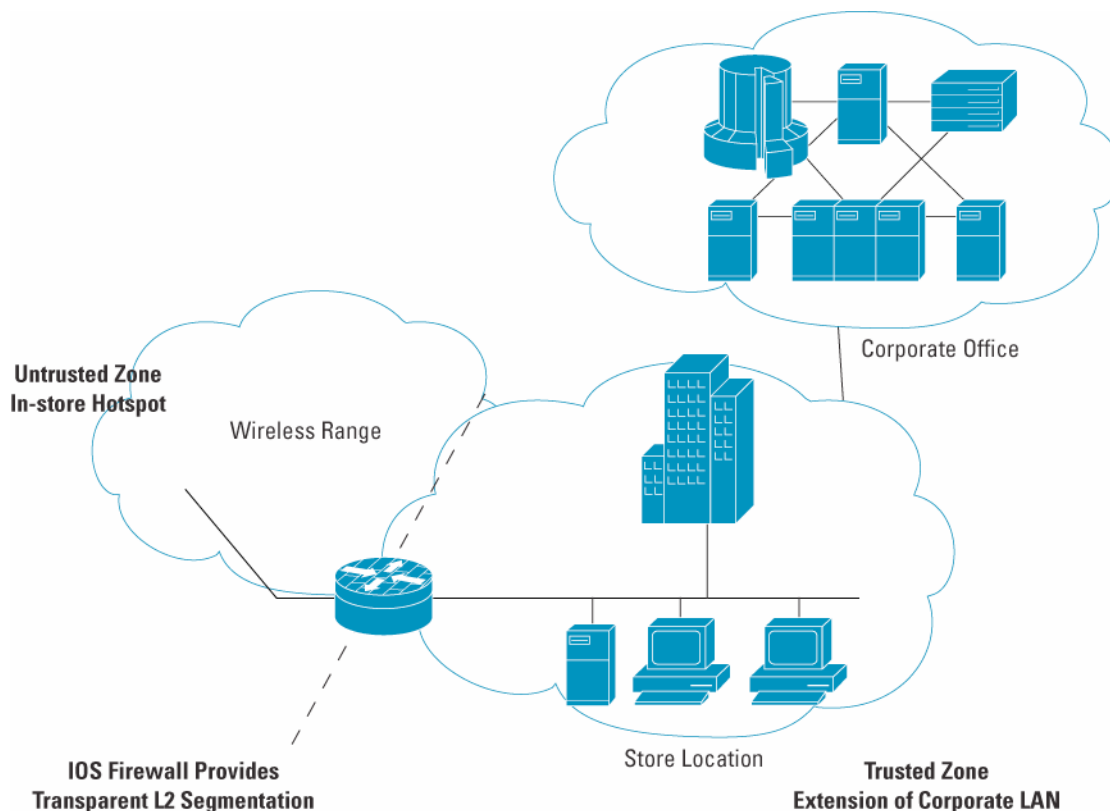 Corporate Office
Untrusted Zone
In-store Hotspot
Wireless Range
Store Location
IOS Firewall Provides
Transparent L2 Segmentation
Trusted Zone
Extension of Corporate LAN